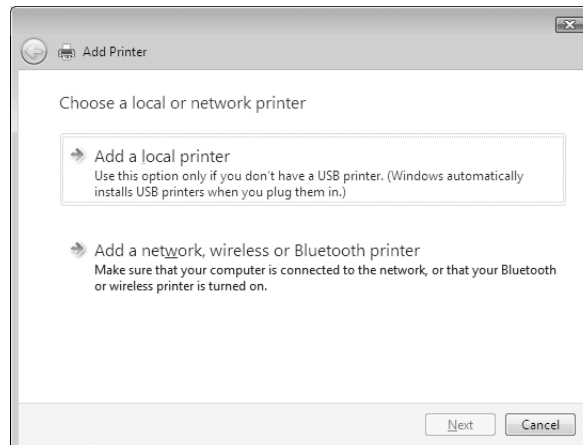 Add Printer
Choose a local or network printer
Add a local printer
Use this option only if you don't have a USB printer. (Windows automatically
installs USB printers when you plug them in.)
Add a network, wireless or Bluetooth printer
Make sure that your computer is connected to the network, or that your Bluetooth
or wireless printer is turned on.
Next Cancel